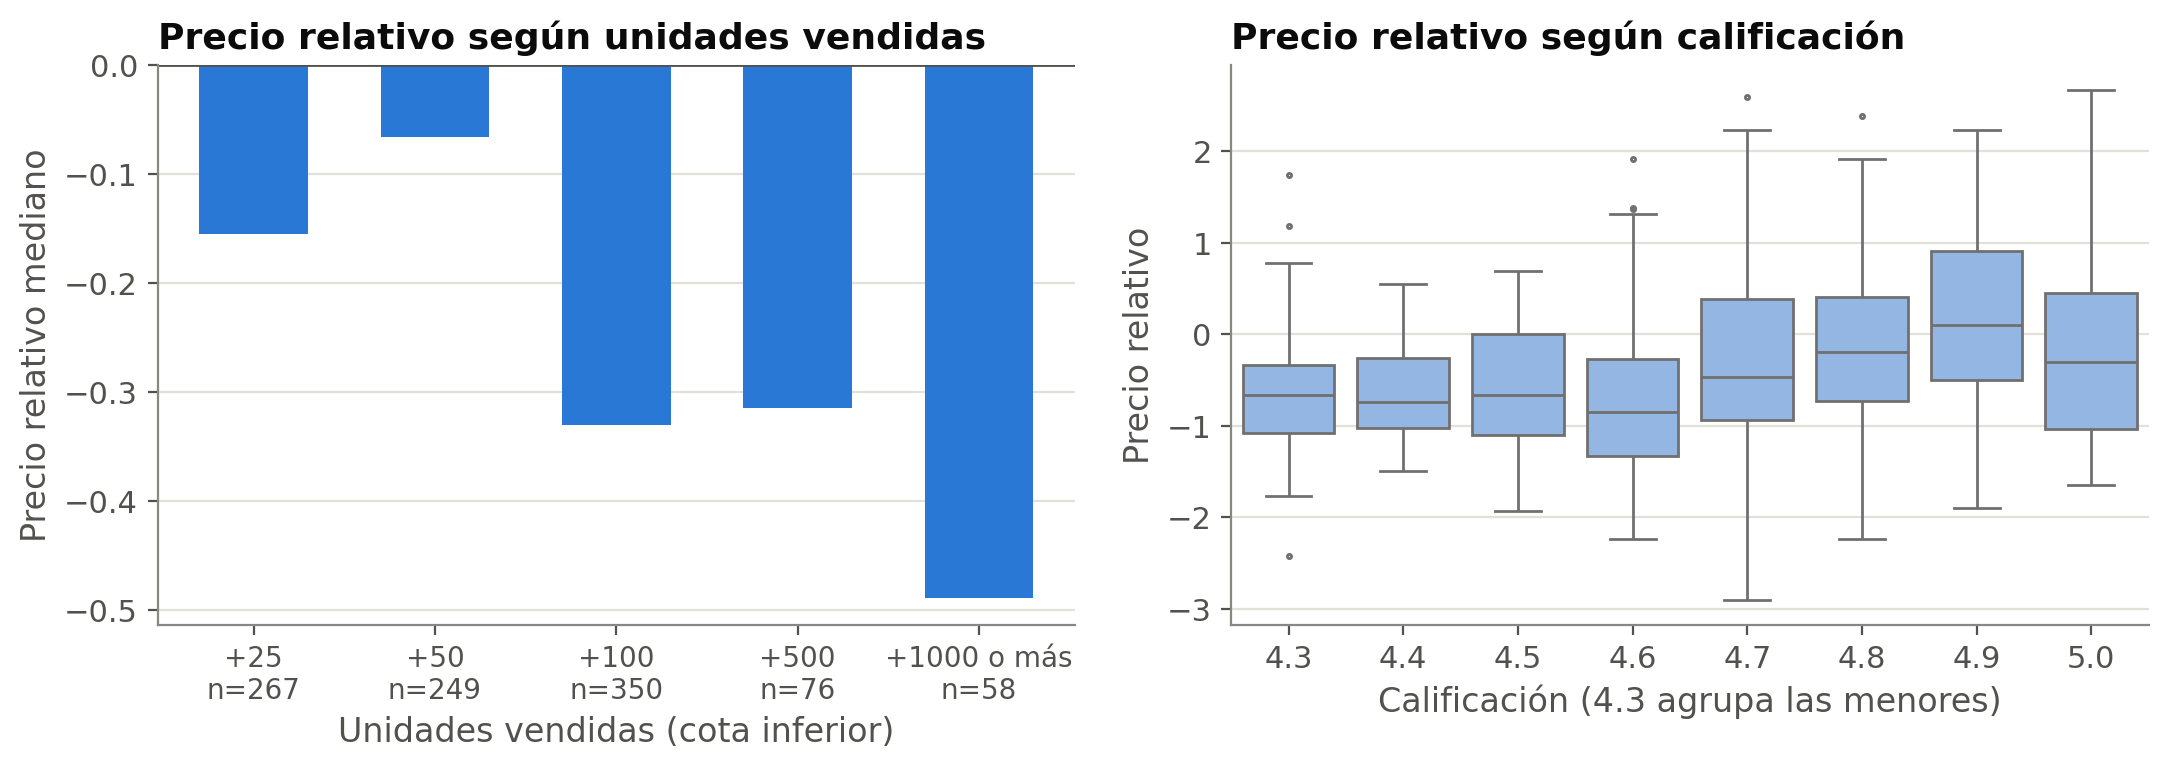 Precio relativo según unidades vendidas
Precio relativo mediano
0.0
−0.1
−0.2
−0.3
−0.4
−0.5
+25 +50 +100 +500 +1000 o más
n=267 n=249 n=350 n=76 n=58
Unidades vendidas (cota inferior)
Precio relativo según calificación
Precio relativo
2
1
0
−1
−2
−3
4.3 4.4 4.5 4.6 4.7 4.8 4.9 5.0
Calificación (4.3 agrupa las menores)